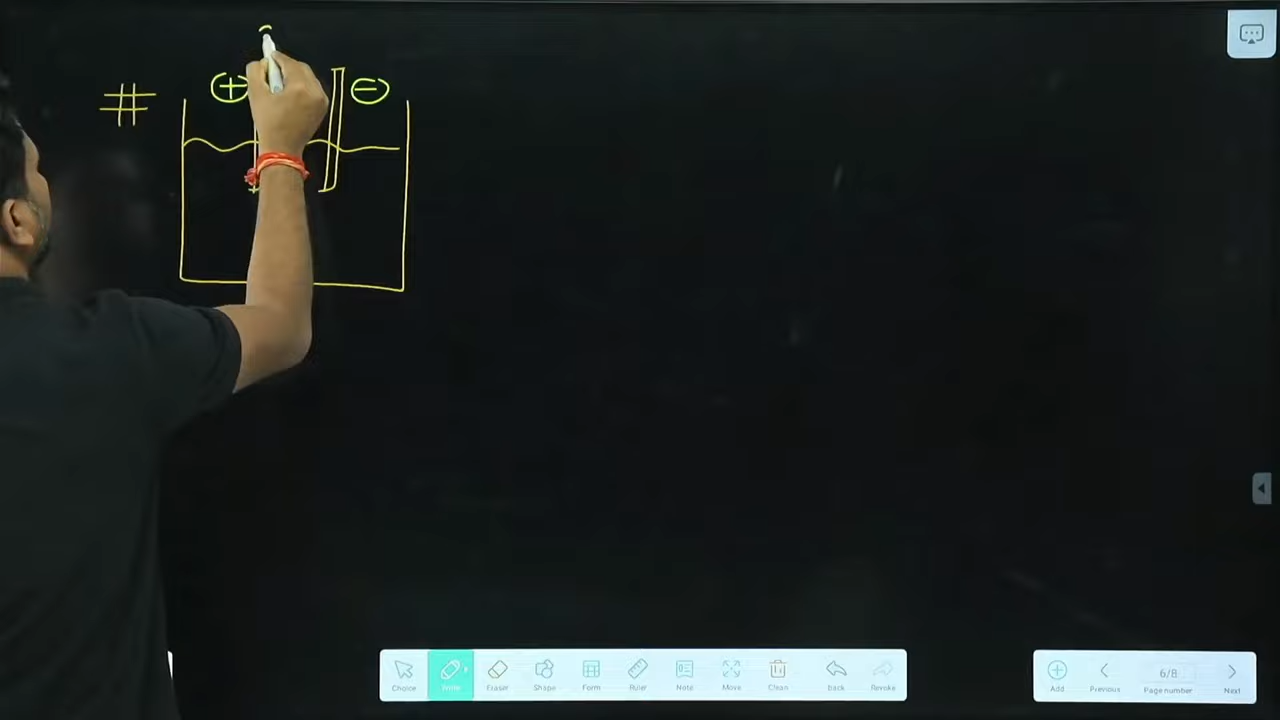 # + −
Choice Write Eraser Shape Form Ruler Note Move Clean Back Revoke
Add Previous 6/8 Page number Next